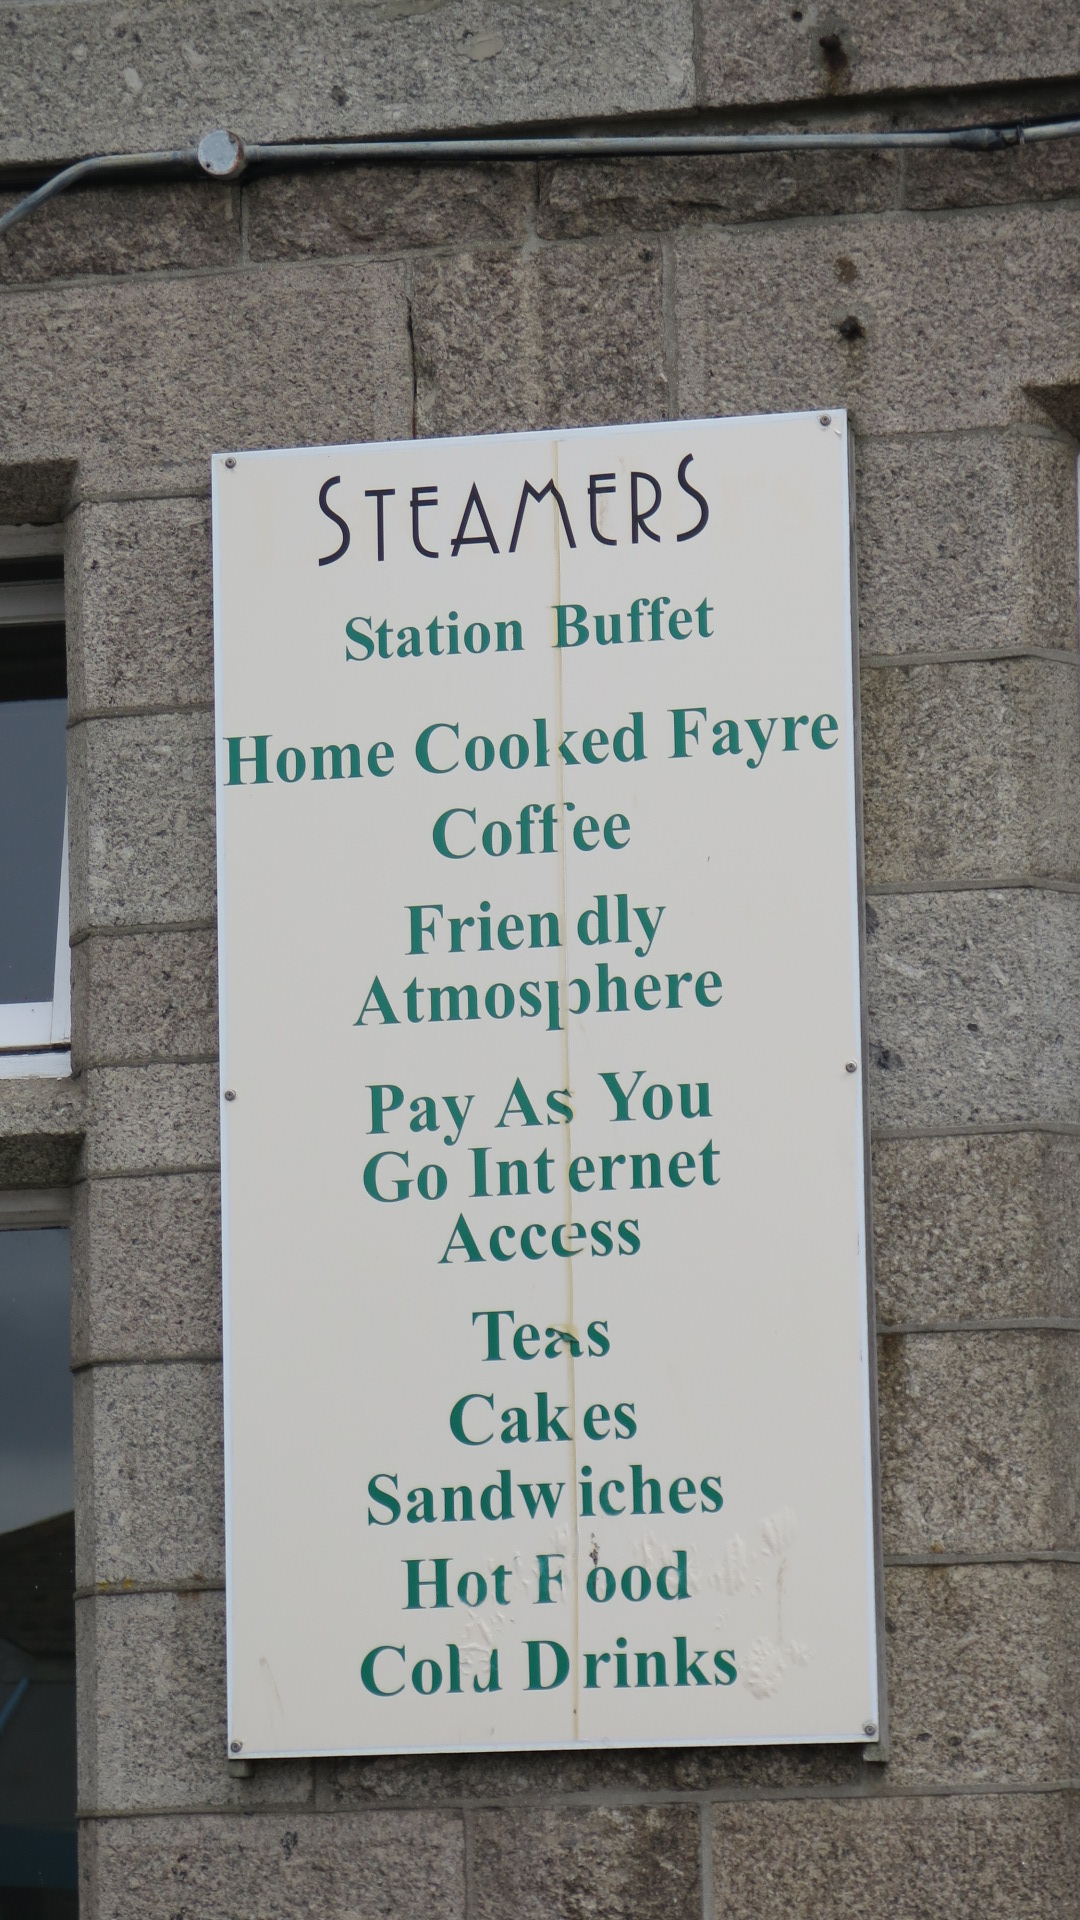 STEAMERS
Station Buffet
Home Cooked Fayre
Coffee
Friendly
Atmosphere
Pay As You
Go Internet
Access
Teas
Cakes
Sandwiches
Hot Food
Cold Drinks